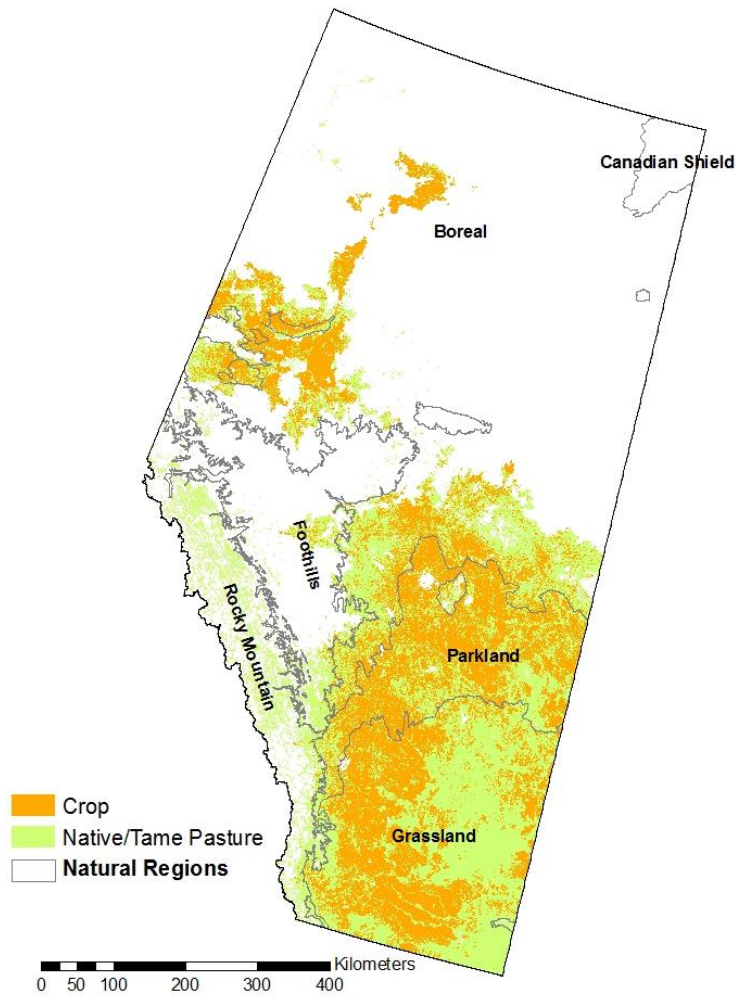 Canadian Shield
Boreal
Foothills
Rocky Mountain
Parkland
Grassland
Crop
Native/Tame Pasture
Natural Regions
Kilometers
0 50 100 200 300 400